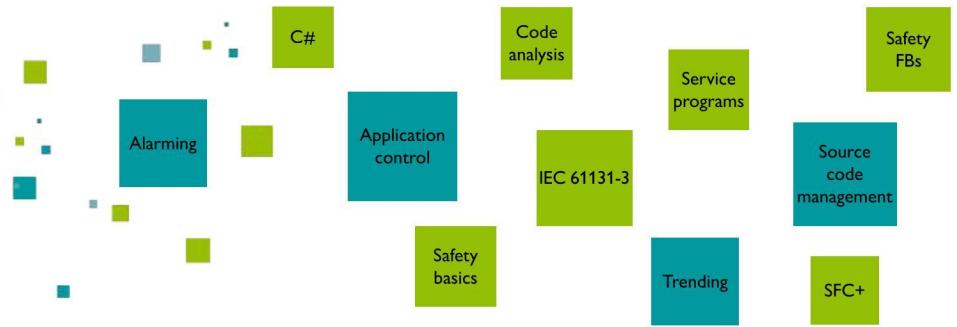 C#
Code
analysis
Safety
FBs
Service
programs
Alarming
Application
control
Source
code
management
IEC 61131-3
Safety
basics
Trending
SFC+